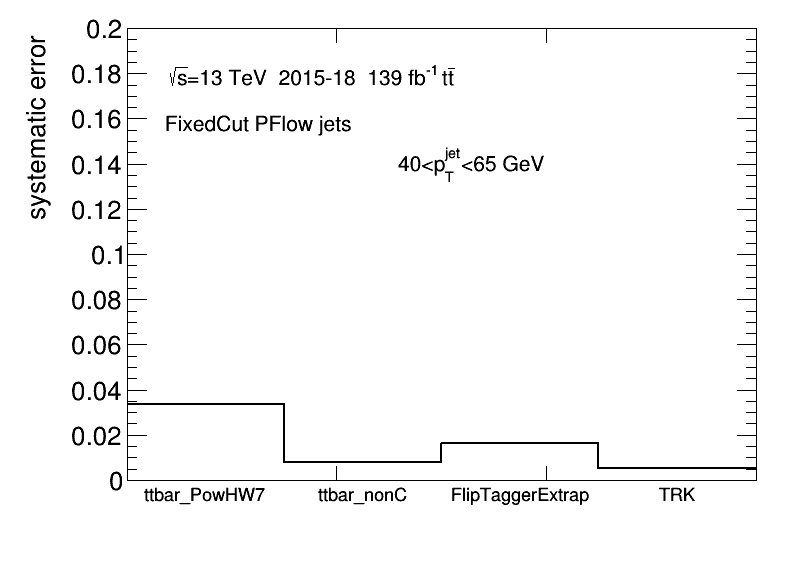 systematic error
0.2
0.18
0.16
0.14
0.12
0.1
0.08
0.06
0.04
0.02
0
√s=13 TeV 2015-18 139 fb⁻¹ tt̄
FixedCut PFlow jets
40<p_T^jet<65 GeV
ttbar_PowHW7 ttbar_nonC FlipTaggerExtrap TRK